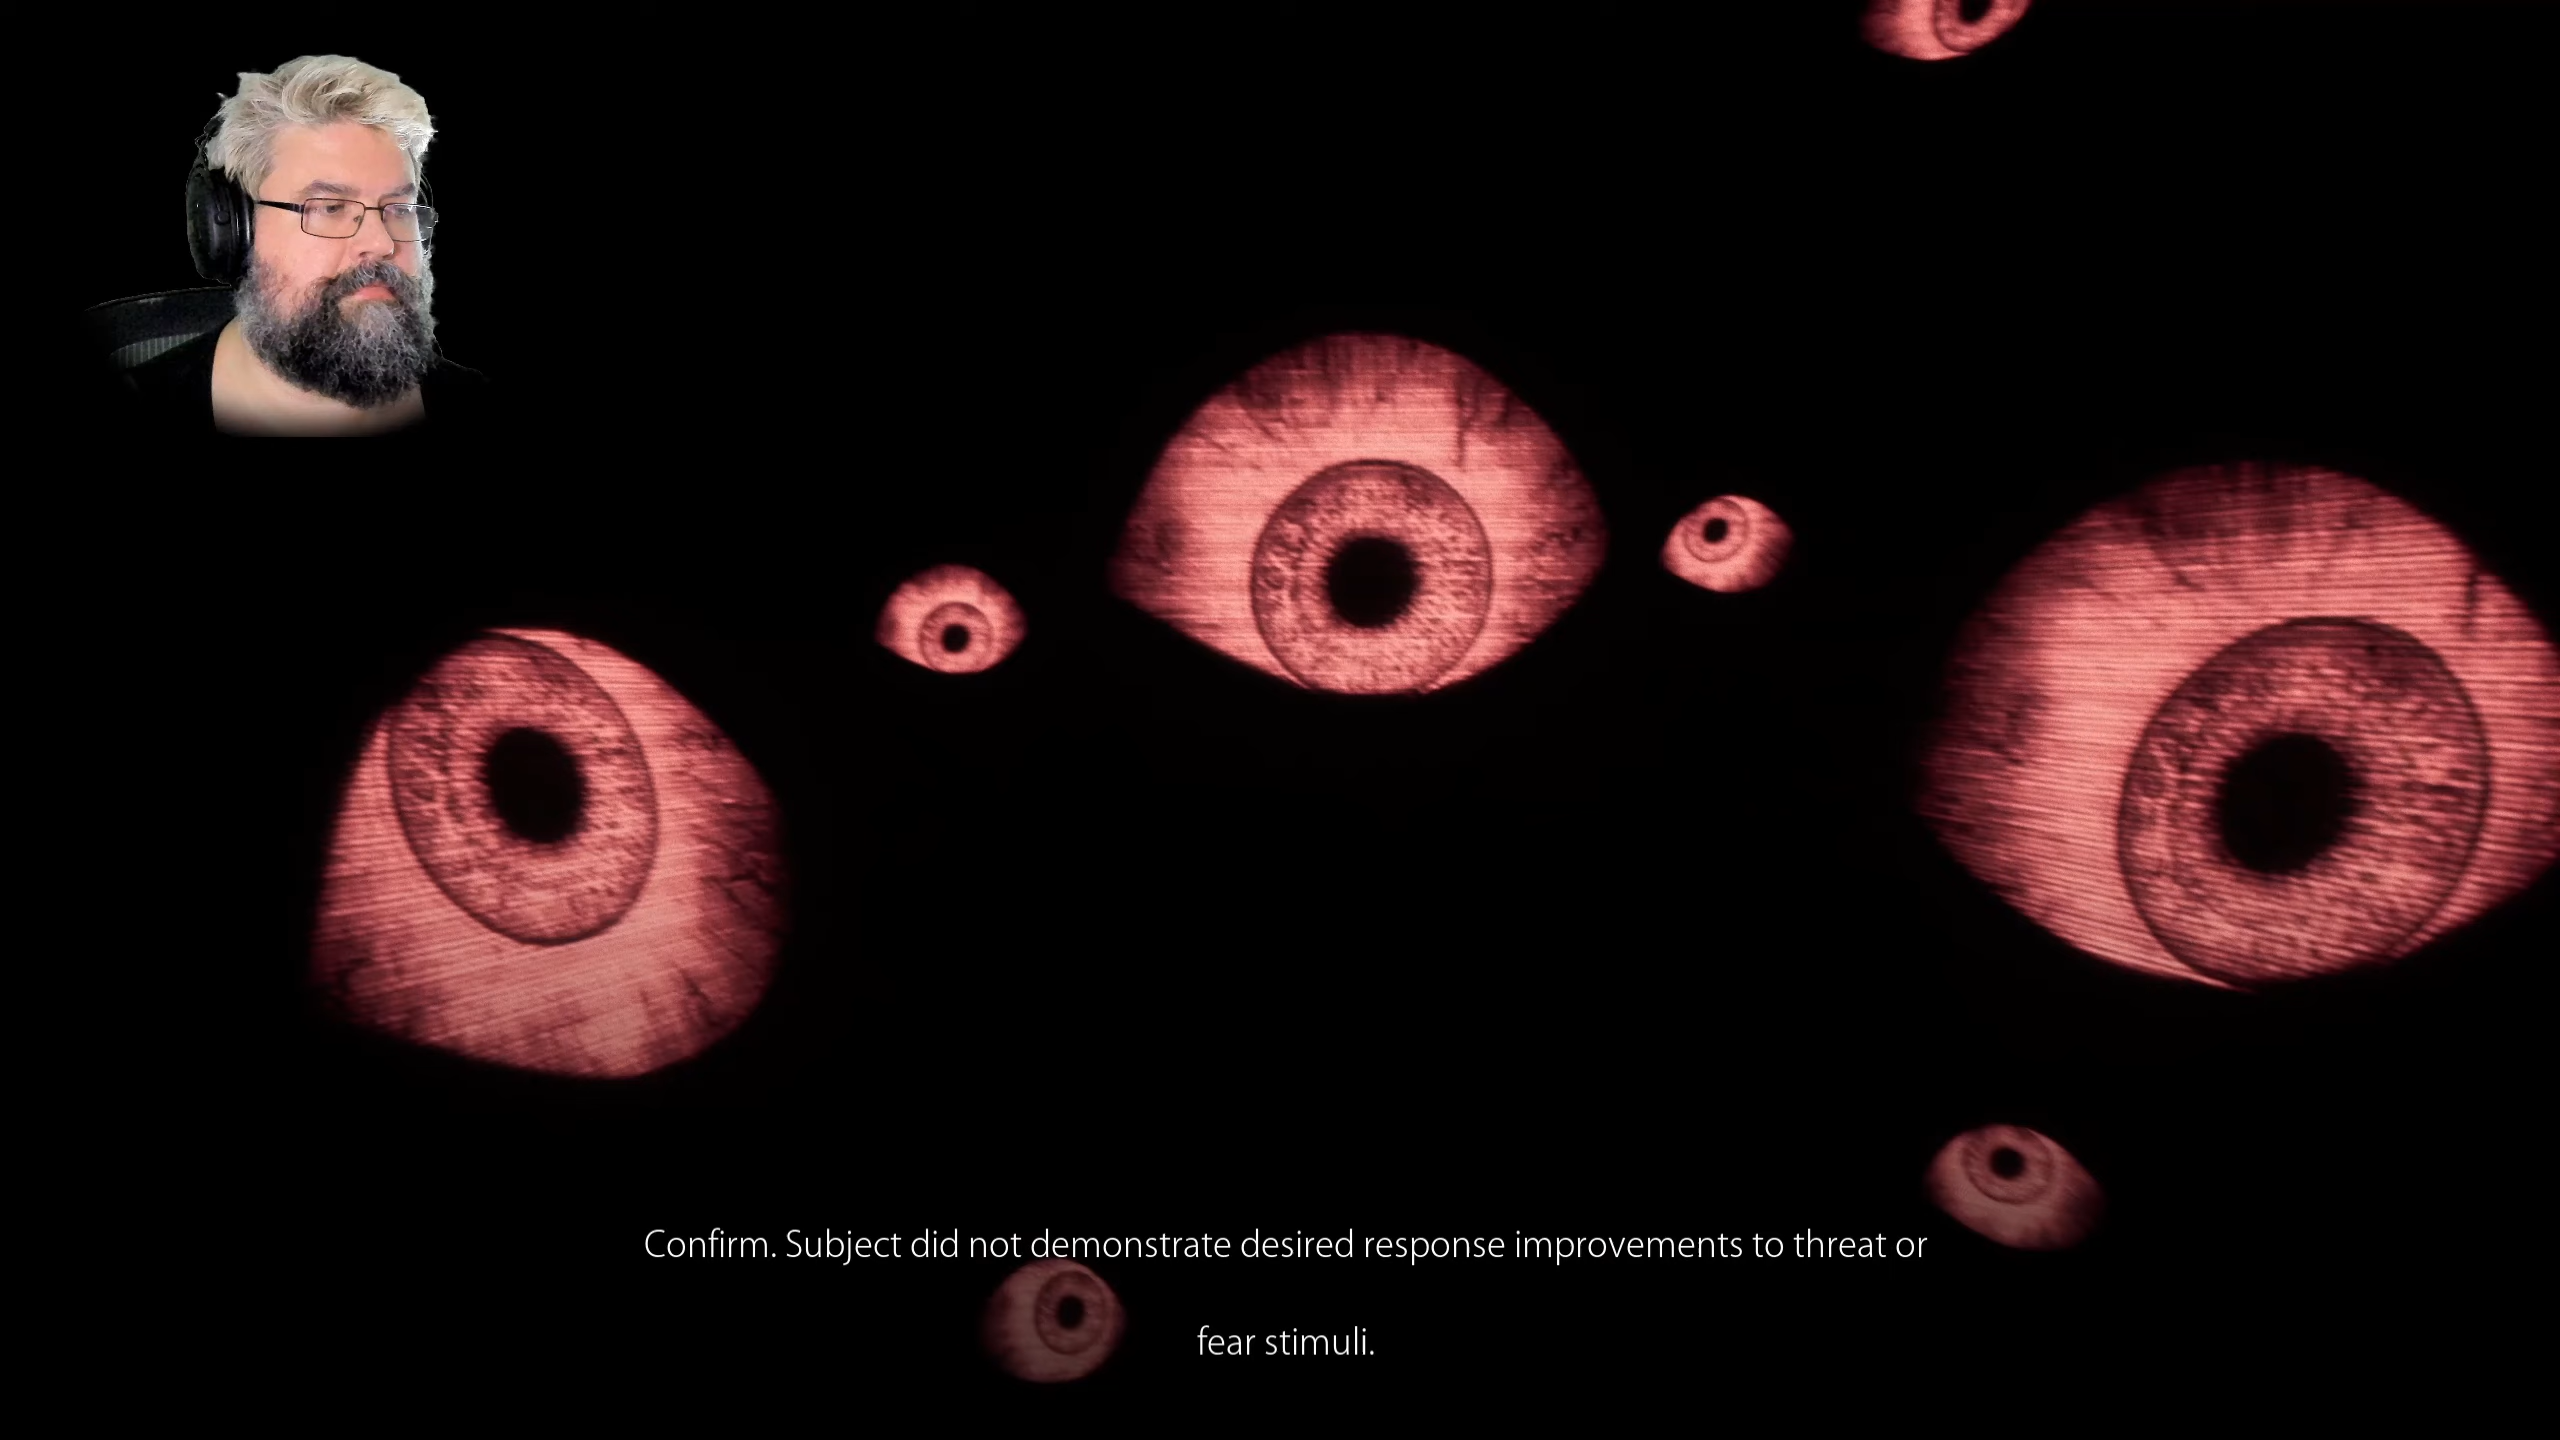 Confirm. Subject did not demonstrate desired response improvements to threat or
fear stimuli.